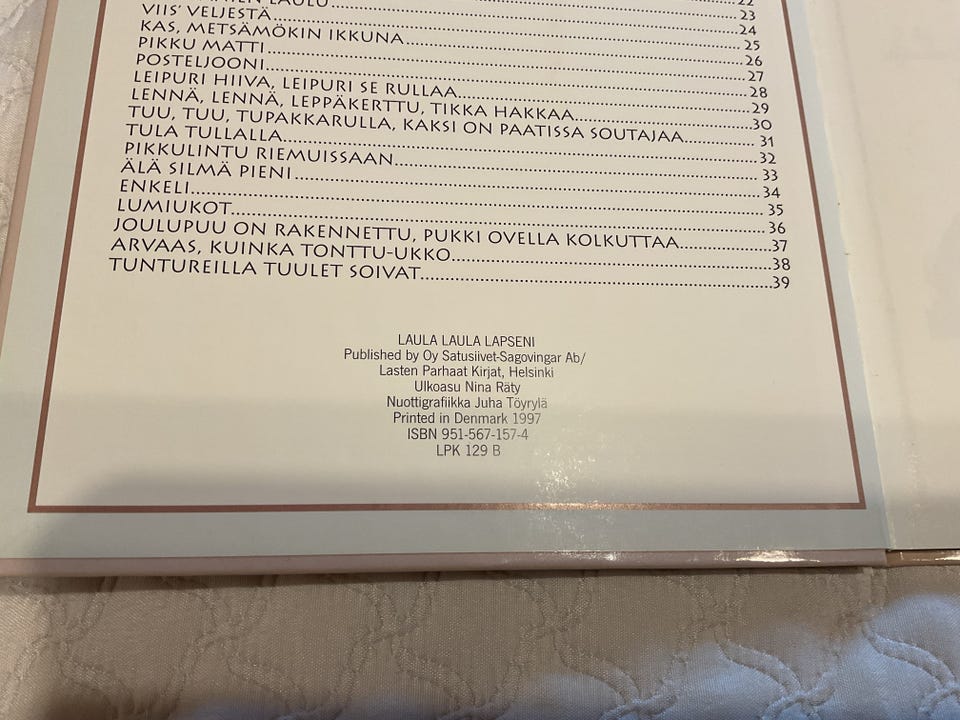 22
23
LAULU 24
VIIS' VELJESTÄ 25
KAS, METSÄMÖKIN IKKUNA 26
PIKKU MATTI 27
POSTELJOONI 28
LEIPURI HIIVA, LEIPURI SE RULLAA 29
LENNÄ, LENNÄ, LEPPÄKERTTU, TIKKA HAKKAA 30
TUU, TUU, TUPAKKARULLA, KAKSI ON PAATISSA SOUTAJAA 31
TULA TULLALLA 32
PIKKULINTU RIEMUISSAAN 33
ÄLÄ SILMÄ PIENI 34
ENKELI 35
LUMIUKOT 36
JOULUPUU ON RAKENNETTU, PUKKI OVELLA KOLKUTTAA 37
ARVAAS, KUINKA TONTTU-UKKO 38
TUNTUREILLA TUULET SOIVAT 39
LAULA LAULA LAPSENI
Published by Oy Satusiivet-Sagovingar Ab/
Lasten Parhaat Kirjat, Helsinki
Ulkoasu Nina Räty
Nuottigrafiikka Juha Töyrylä
Printed in Denmark 1997
ISBN 951-567-157-4
LPK 129 B